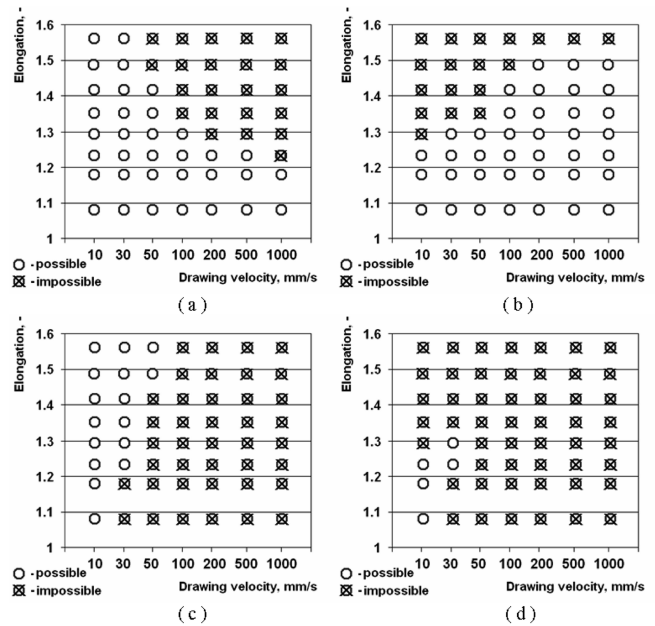 Elongation, -
1.6
1.5
1.4
1.3
1.2
1.1
1
10 30 50 100 200 500 1000
-possible
Drawing velocity, mm/s
-impossible
(a)
Elongation, -
1.6
1.5
1.4
1.3
1.2
1.1
1
10 30 50 100 200 500 1000
-possible
Drawing velocity, mm/s
-impossible
(b)
Elongation, -
1.6
1.5
1.4
1.3
1.2
1.1
1
10 30 50 100 200 500 1000
-possible
Drawing velocity, mm/s
-impossible
(c)
Elongation, -
1.6
1.5
1.4
1.3
1.2
1.1
1
10 30 50 100 200 500 1000
-possible
Drawing velocity, mm/s
-impossible
(d)